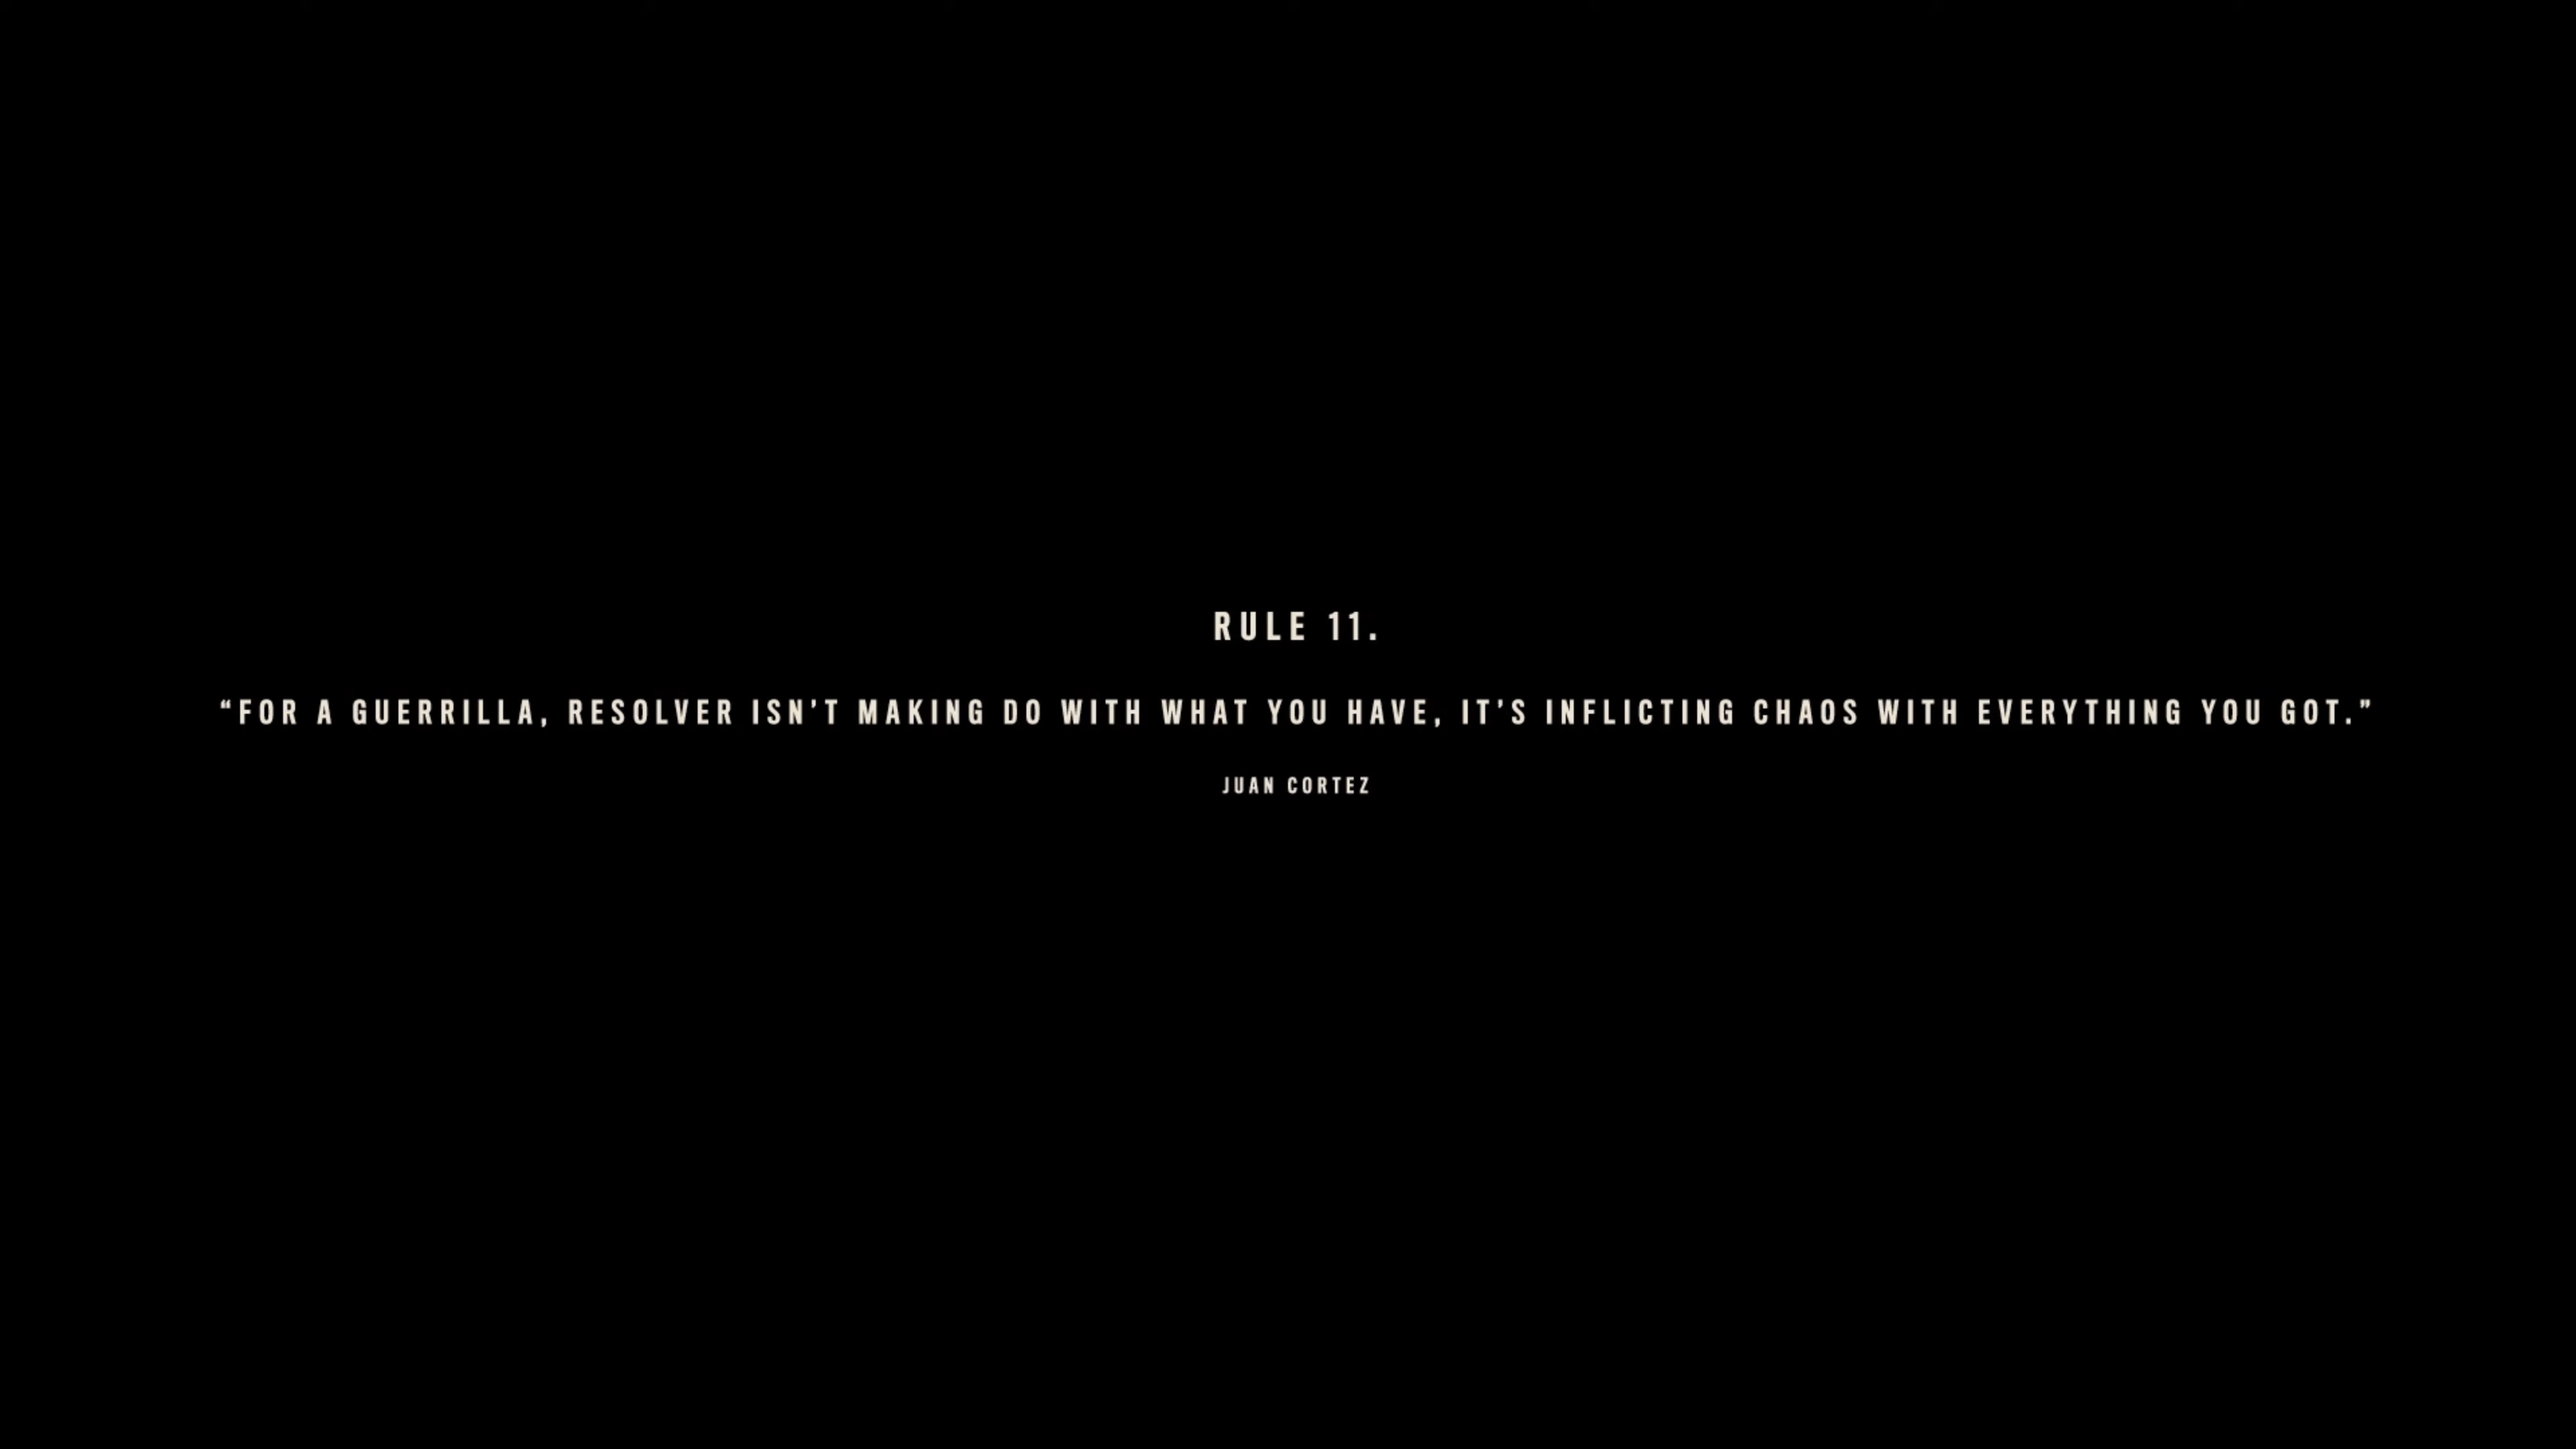 RULE 11.
“FOR A GUERRILLA, RESOLVER ISN’T MAKING DO WITH WHAT YOU HAVE, IT’S INFLICTING CHAOS WITH EVERYTHING YOU GOT.”
JUAN CORTEZ